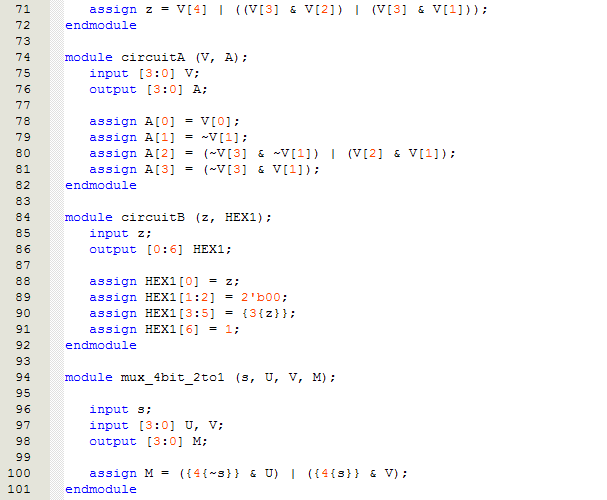 71 assign z = V[4] | ((V[3] & V[2]) | (V[3] & V[1]));
72 endmodule
73
74 module circuitA (V, A);
75 input [3:0] V;
76 output [3:0] A;
77
78 assign A[0] = V[0];
79 assign A[1] = ~V[1];
80 assign A[2] = (~V[3] & ~V[1]) | (V[2] & V[1]);
81 assign A[3] = (~V[3] & V[1]);
82 endmodule
83
84 module circuitB (z, HEX1);
85 input z;
86 output [0:6] HEX1;
87
88 assign HEX1[0] = z;
89 assign HEX1[1:2] = 2'b00;
90 assign HEX1[3:5] = {3{z}};
91 assign HEX1[6] = 1;
92 endmodule
93
94 module mux_4bit_2to1 (s, U, V, M);
95
96 input s;
97 input [3:0] U, V;
98 output [3:0] M;
99
100 assign M = ({4{~s}} & U) | ({4{s}} & V);
101 endmodule